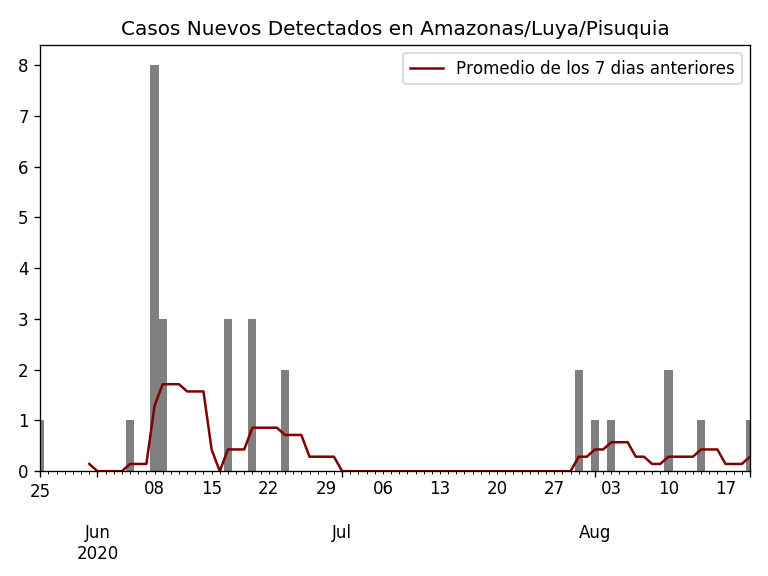 Casos Nuevos Detectados en Amazonas/Luya/Pisuquia
Promedio de los 7 dias anteriores
8
7
6
5
4
3
2
1
0
25 08 15 22 29 06 13 20 27 03 10 17
Jun Jul Aug
2020